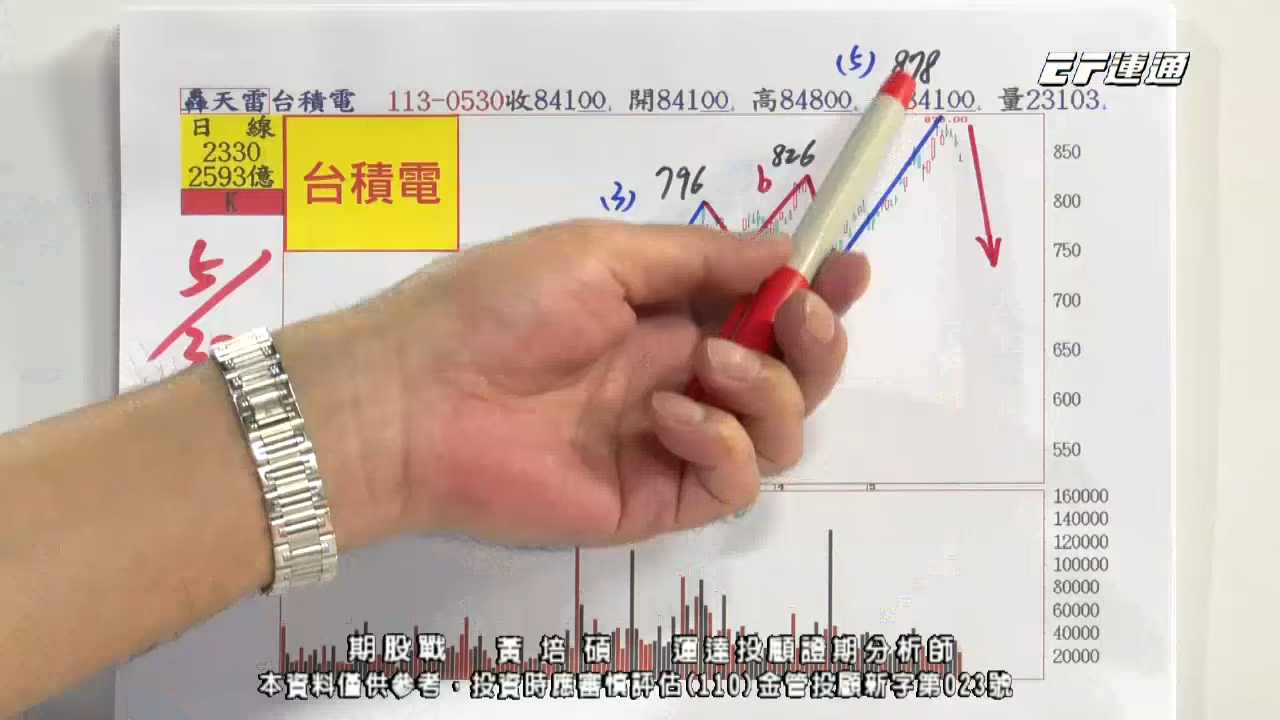 (5) 878
EF運通
轟天雷台積電 113-0530收84100. 開84100. 高84800. 84100. 量23103.
日 線
2330
2593億
K
台積電
5/30
(3) 796
b 826
850
800
750
700
650
600
550
4 5
160000
140000
120000
100000
80000
60000
40000
20000
期股戰 黃培碩 運達投顧證期分析師
本資料僅供參考，投資時應審慎評估(110)金管投顧新字第023號